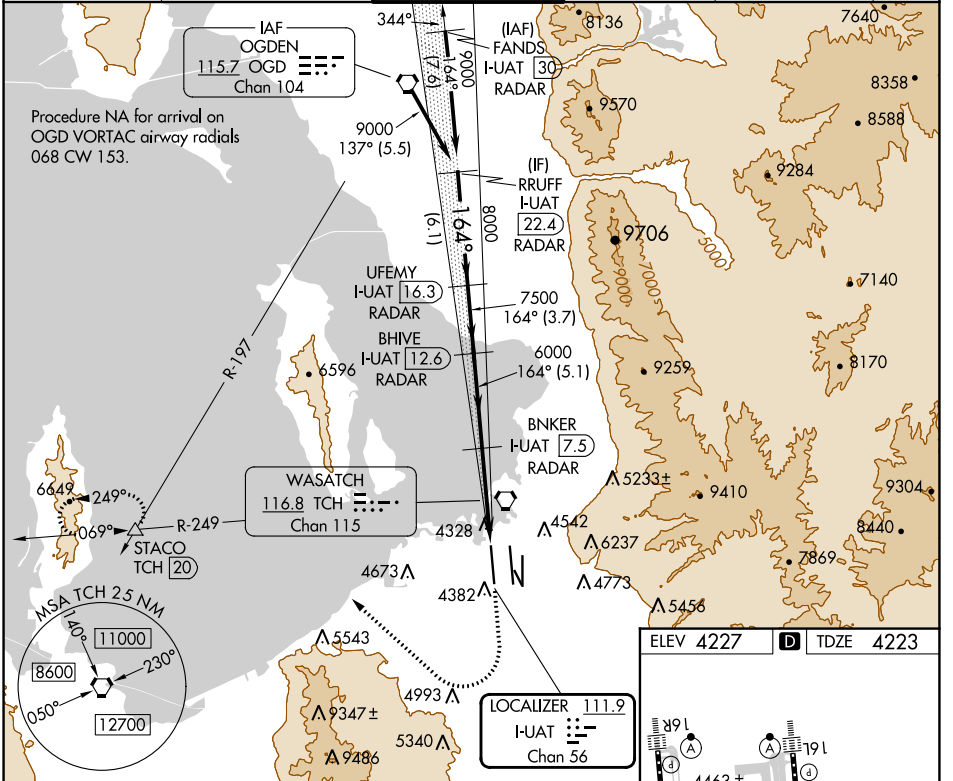 IAF
OGDEN
115.7 OGD
Chan 104
Procedure NA for arrival on
OGD VORTAC airway radials
068 CW 153.
344°
9000
164°
(7.6)
(IAF)
FANDS
I-UAT 30
RADAR
8136
7640
8358
9570
8588
9000
137° (5.5)
(IF)
RRUFF
I-UAT
22.4
RADAR
9284
9706
5000
7000
9000
8000
164°
(6.1)
UFEMY
I-UAT 16.3
RADAR
7500
164° (3.7)
7140
BHIVE
I-UAT 12.6
RADAR
6000
164° (5.1)
R-197
6596
9259
8170
BNKER
I-UAT 7.5
RADAR
WASATCH
116.8 TCH
Chan 115
5233±
9410
9304
6649
249°
069°
R-249
STACO
TCH 20
4328
4542
6237
8440
7869
4673
4382
4773
5456
MSA TCH 25 NM
140°
11000
230°
8600
050°
12700
5543
4993
9347±
5340
9486
LOCALIZER 111.9
I-UAT
Chan 56
ELEV 4227 D TDZE 4223
16R
A
A
16L
P
P
4463±